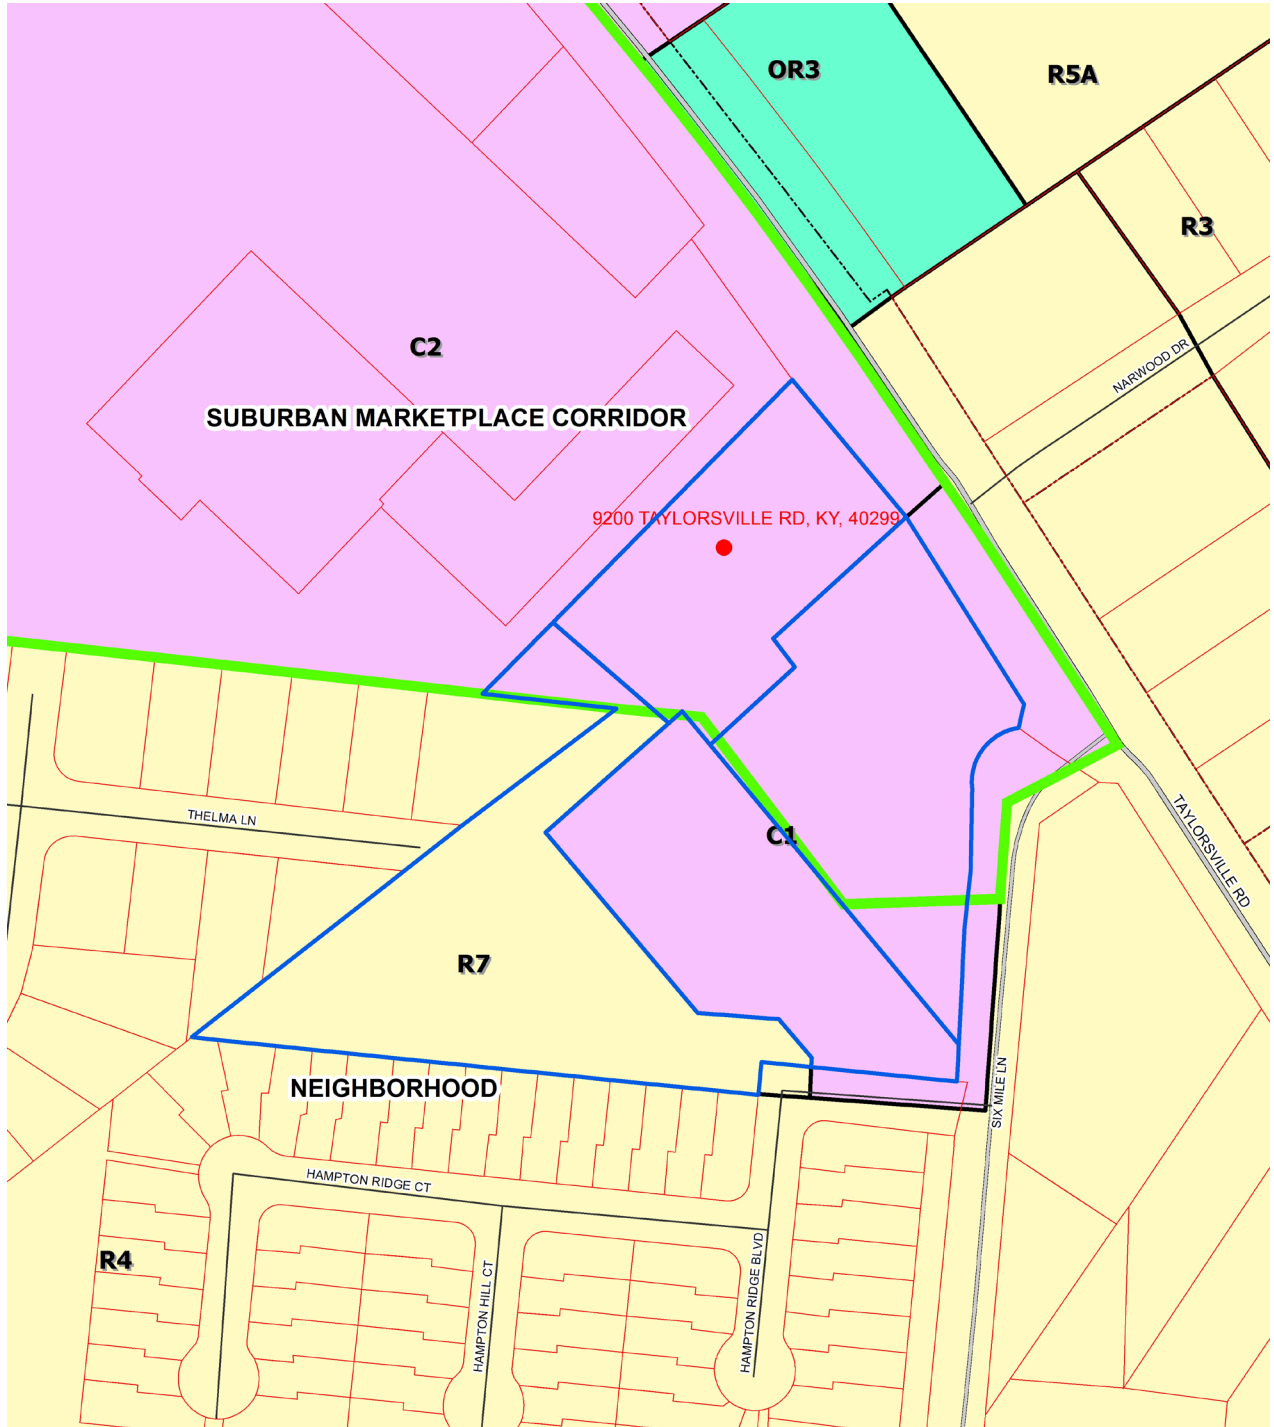 OR3
R5A
R3
C2
NARWOOD DR
SUBURBAN MARKETPLACE CORRIDOR
9200 TAYLORSVILLE RD, KY, 40299
THELMA LN
C1
TAYLORSVILLE RD
R7
NEIGHBORHOOD
SIX MILE LN
HAMPTON RIDGE CT
R4
HAMPTON HILL CT
HAMPTON RIDGE BLVD